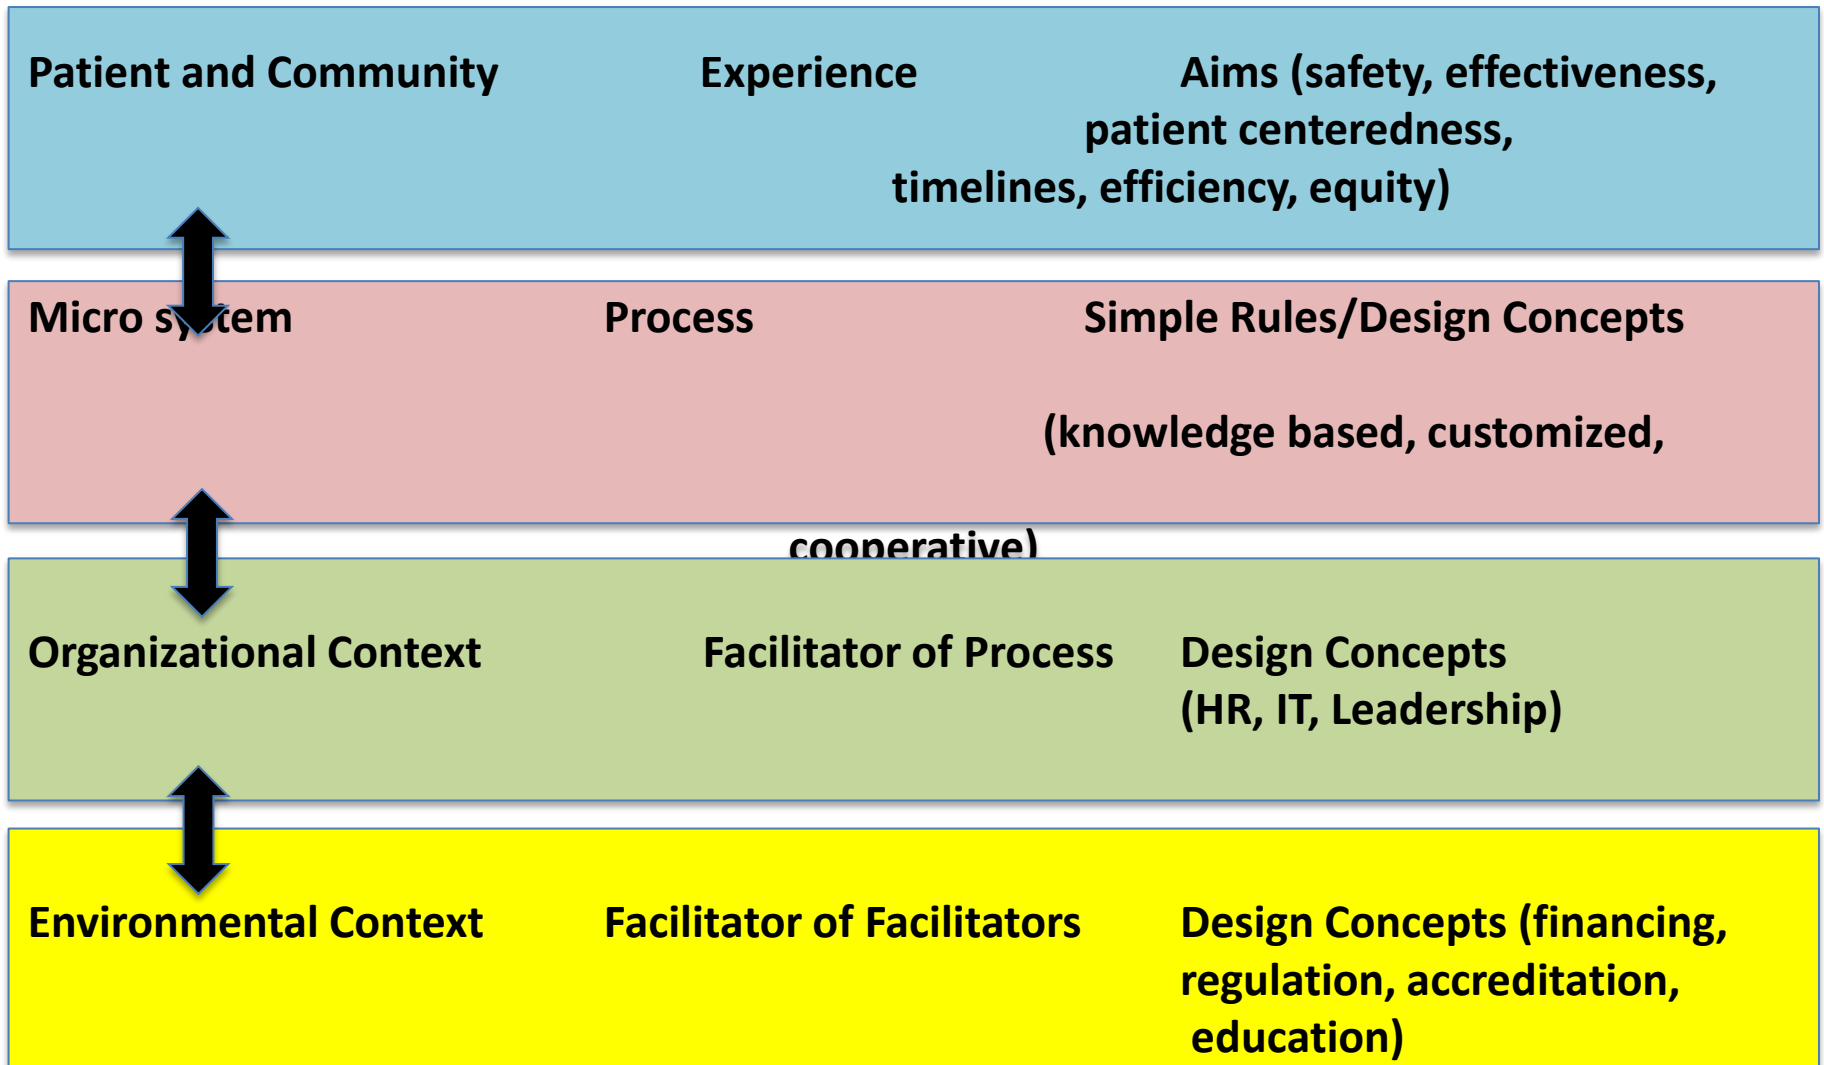 Patient and Community Experience Aims (safety, effectiveness,
patient centeredness,
timelines, efficiency, equity)
Micro system Process Simple Rules/Design Concepts
(knowledge based, customized,
cooperative)
Organizational Context Facilitator of Process Design Concepts
(HR, IT, Leadership)
Environmental Context Facilitator of Facilitators Design Concepts (financing,
regulation, accreditation,
education)